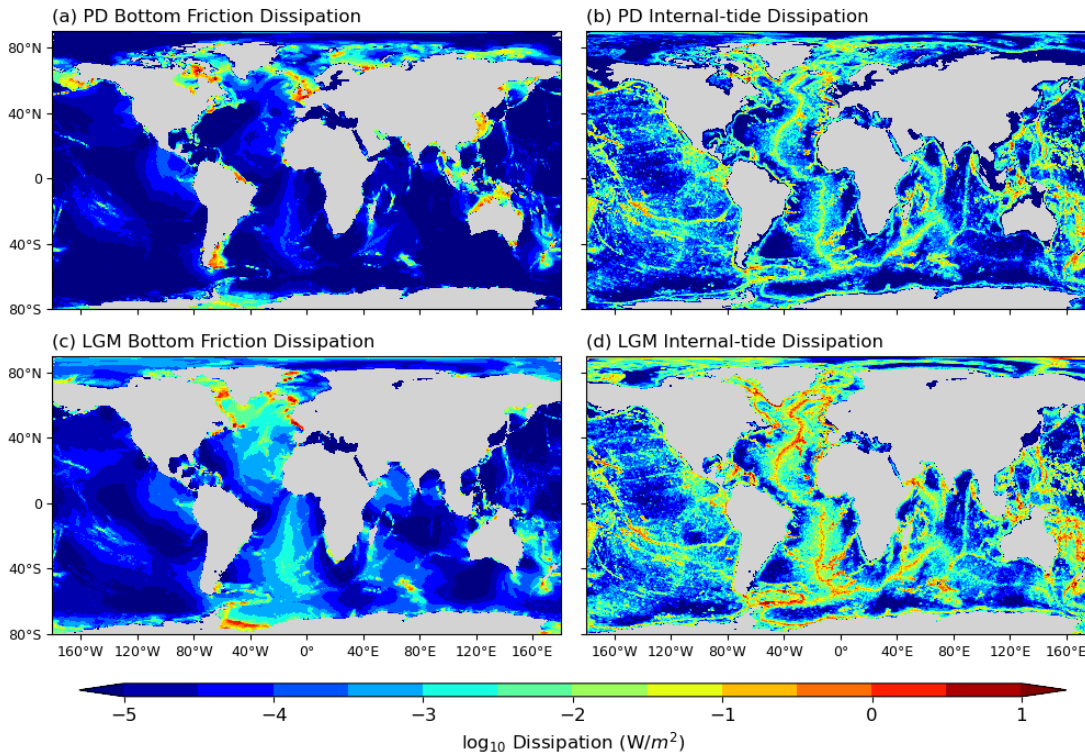 (a) PD Bottom Friction Dissipation
(b) PD Internal-tide Dissipation
80°N
40°N
0
40°S
80°S
(c) LGM Bottom Friction Dissipation
(d) LGM Internal-tide Dissipation
80°N
40°N
0
40°S
80°S
160°W 120°W 80°W 40°W 0° 40°E 80°E 120°E 160°E
160°W 120°W 80°W 40°W 0° 40°E 80°E 120°E 160°E
−5 −4 −3 −2 −1 0 1
log₁₀ Dissipation (W/m²)